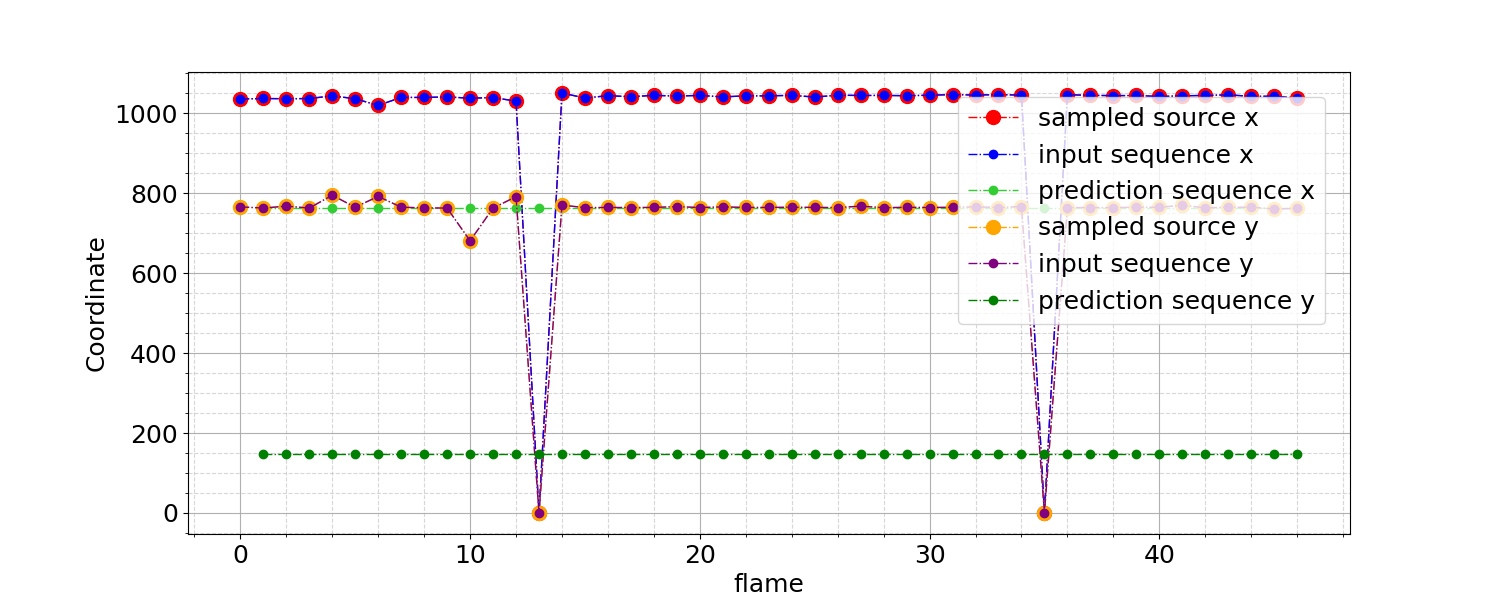 Coordinate
1000
800
600
400
200
0
sampled source x
input sequence x
prediction sequence x
sampled source y
input sequence y
prediction sequence y
0 10 20 30 40
flame